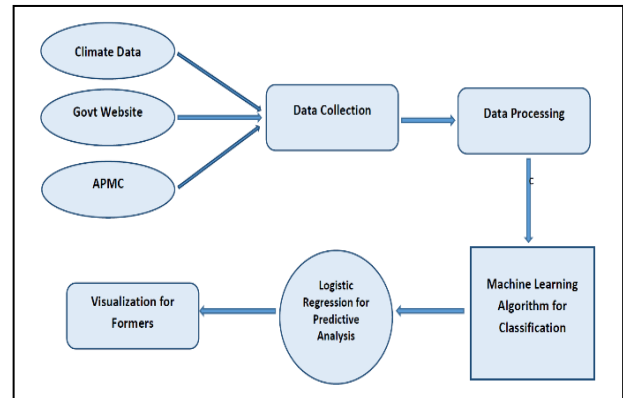 Climate Data
Govt Website
APMC
Data Collection
Data Processing
C
Machine Learning
Algorithm for
Classification
Logistic
Regression for
Predictive
Analysis
Visualization for
Formers